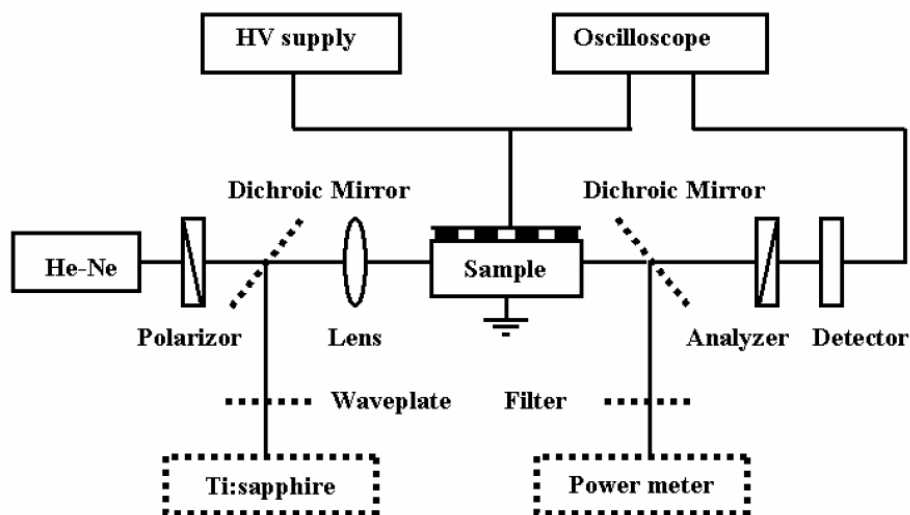 HV supply
Oscilloscope
Dichroic Mirror
Dichroic Mirror
He-Ne
Sample
Polarizor
Lens
Analyzer
Detector
Waveplate
Filter
Ti:sapphire
Power meter